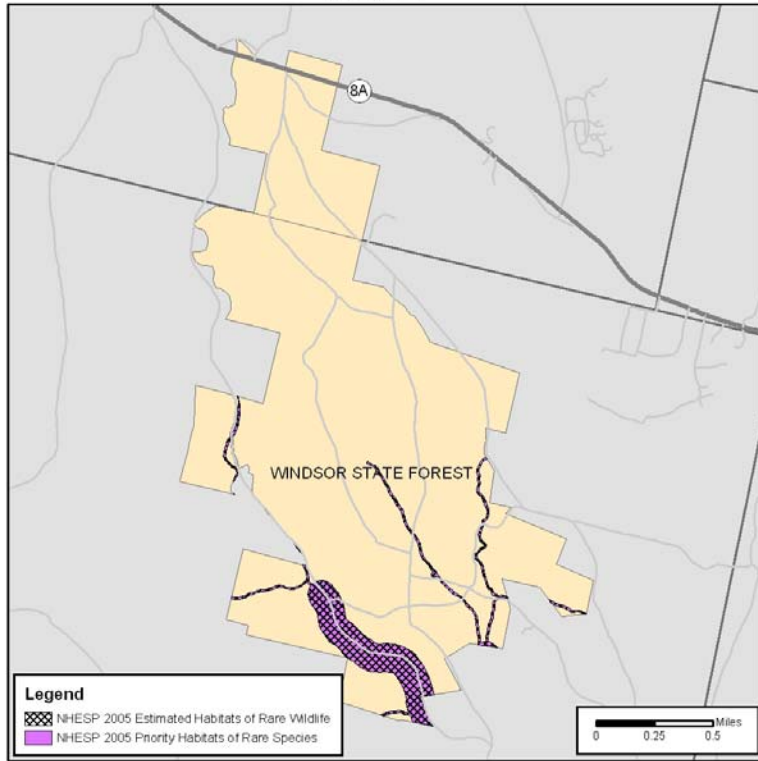 8A
WINDSOR STATE FOREST
Legend
NHESP 2005 Estimated Habitats of Rare Wildlife
NHESP 2005 Priority Habitats of Rare Species
Miles
0 0.25 0.5